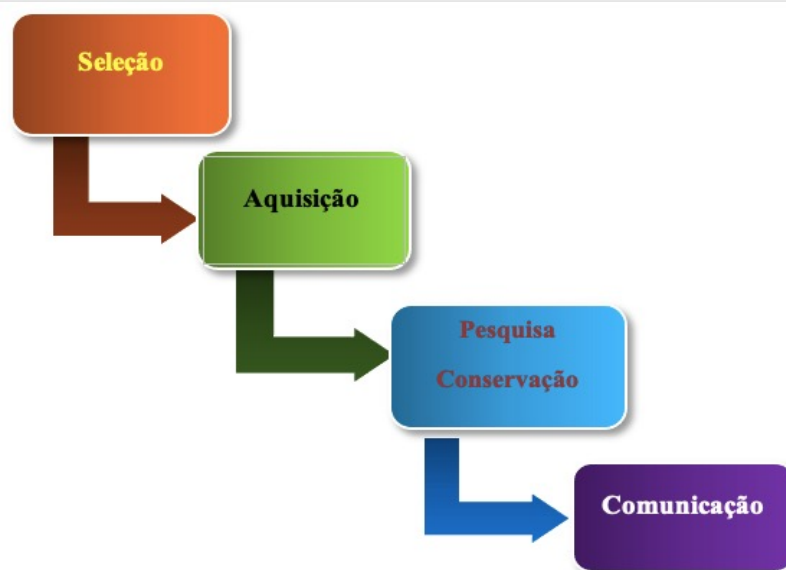 Seleção
Aquisição
Pesquisa
Conservação
Comunicação